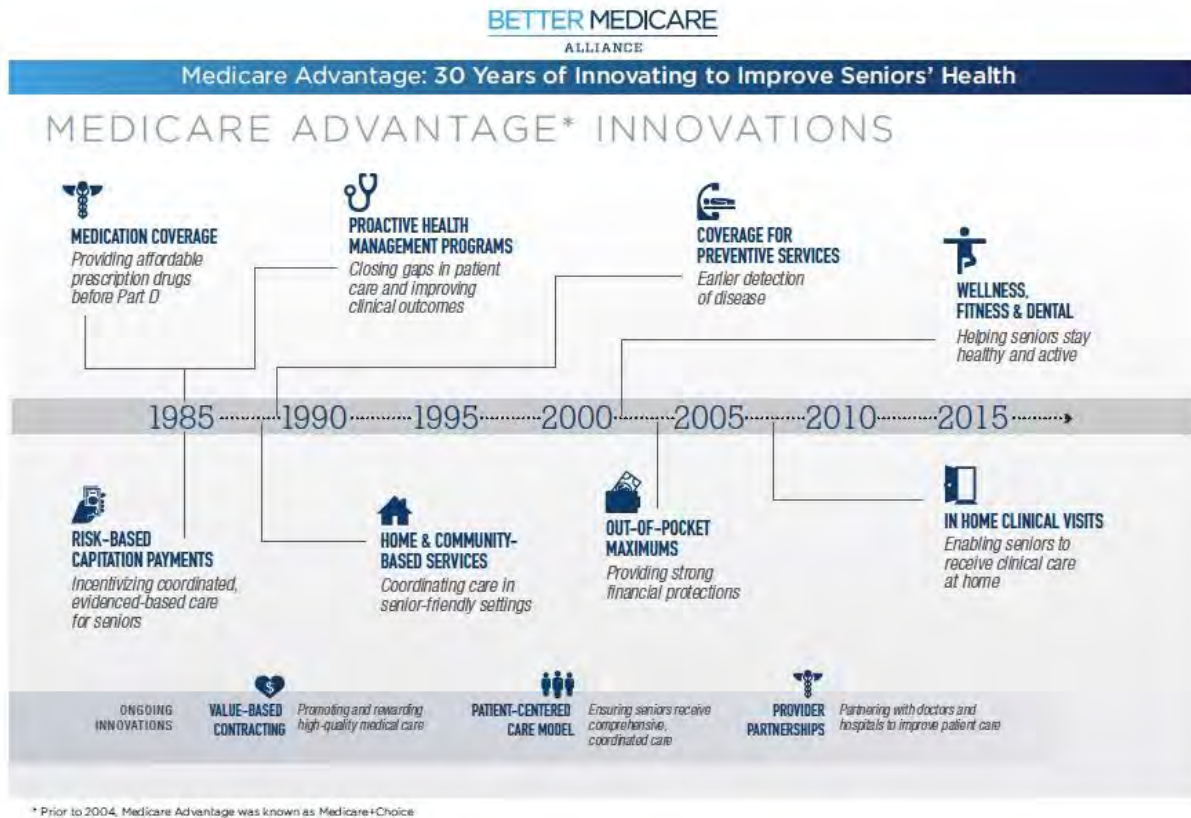 BETTER MEDICARE
ALLIANCE
Medicare Advantage: 30 Years of Innovating to Improve Seniors' Health
MEDICARE ADVANTAGE* INNOVATIONS
MEDICATION COVERAGE
Providing affordable
prescription drugs
before Part D
PROACTIVE HEALTH
MANAGEMENT PROGRAMS
Closing gaps in patient
care and improving
clinical outcomes
COVERAGE FOR
PREVENTIVE SERVICES
Earlier detection
of disease
WELLNESS,
FITNESS & DENTAL
Helping seniors stay
healthy and active
1985 1990 1995 2000 2005 2010 2015
RISK-BASED
CAPITATION PAYMENTS
Incentivizing coordinated,
evidenced-based care
for seniors
HOME & COMMUNITY-
BASED SERVICES
Coordinating care in
senior-friendly settings
OUT-OF-POCKET
MAXIMUMS
Providing strong
financial protections
IN HOME CLINICAL VISITS
Enabling seniors to
receive clinical care
at home
ONGOING
INNOVATIONS
$
VALUE-BASED
CONTRACTING
Promoting and rewarding
high-quality medical care
PATIENT-CENTERED
CARE MODEL
Ensuring seniors receive
comprehensive,
coordinated care
PROVIDER
PARTNERSHIPS
Partnering with doctors and
hospitals to improve patient care
* Prior to 2004, Medicare Advantage was known as Medicare+Choice